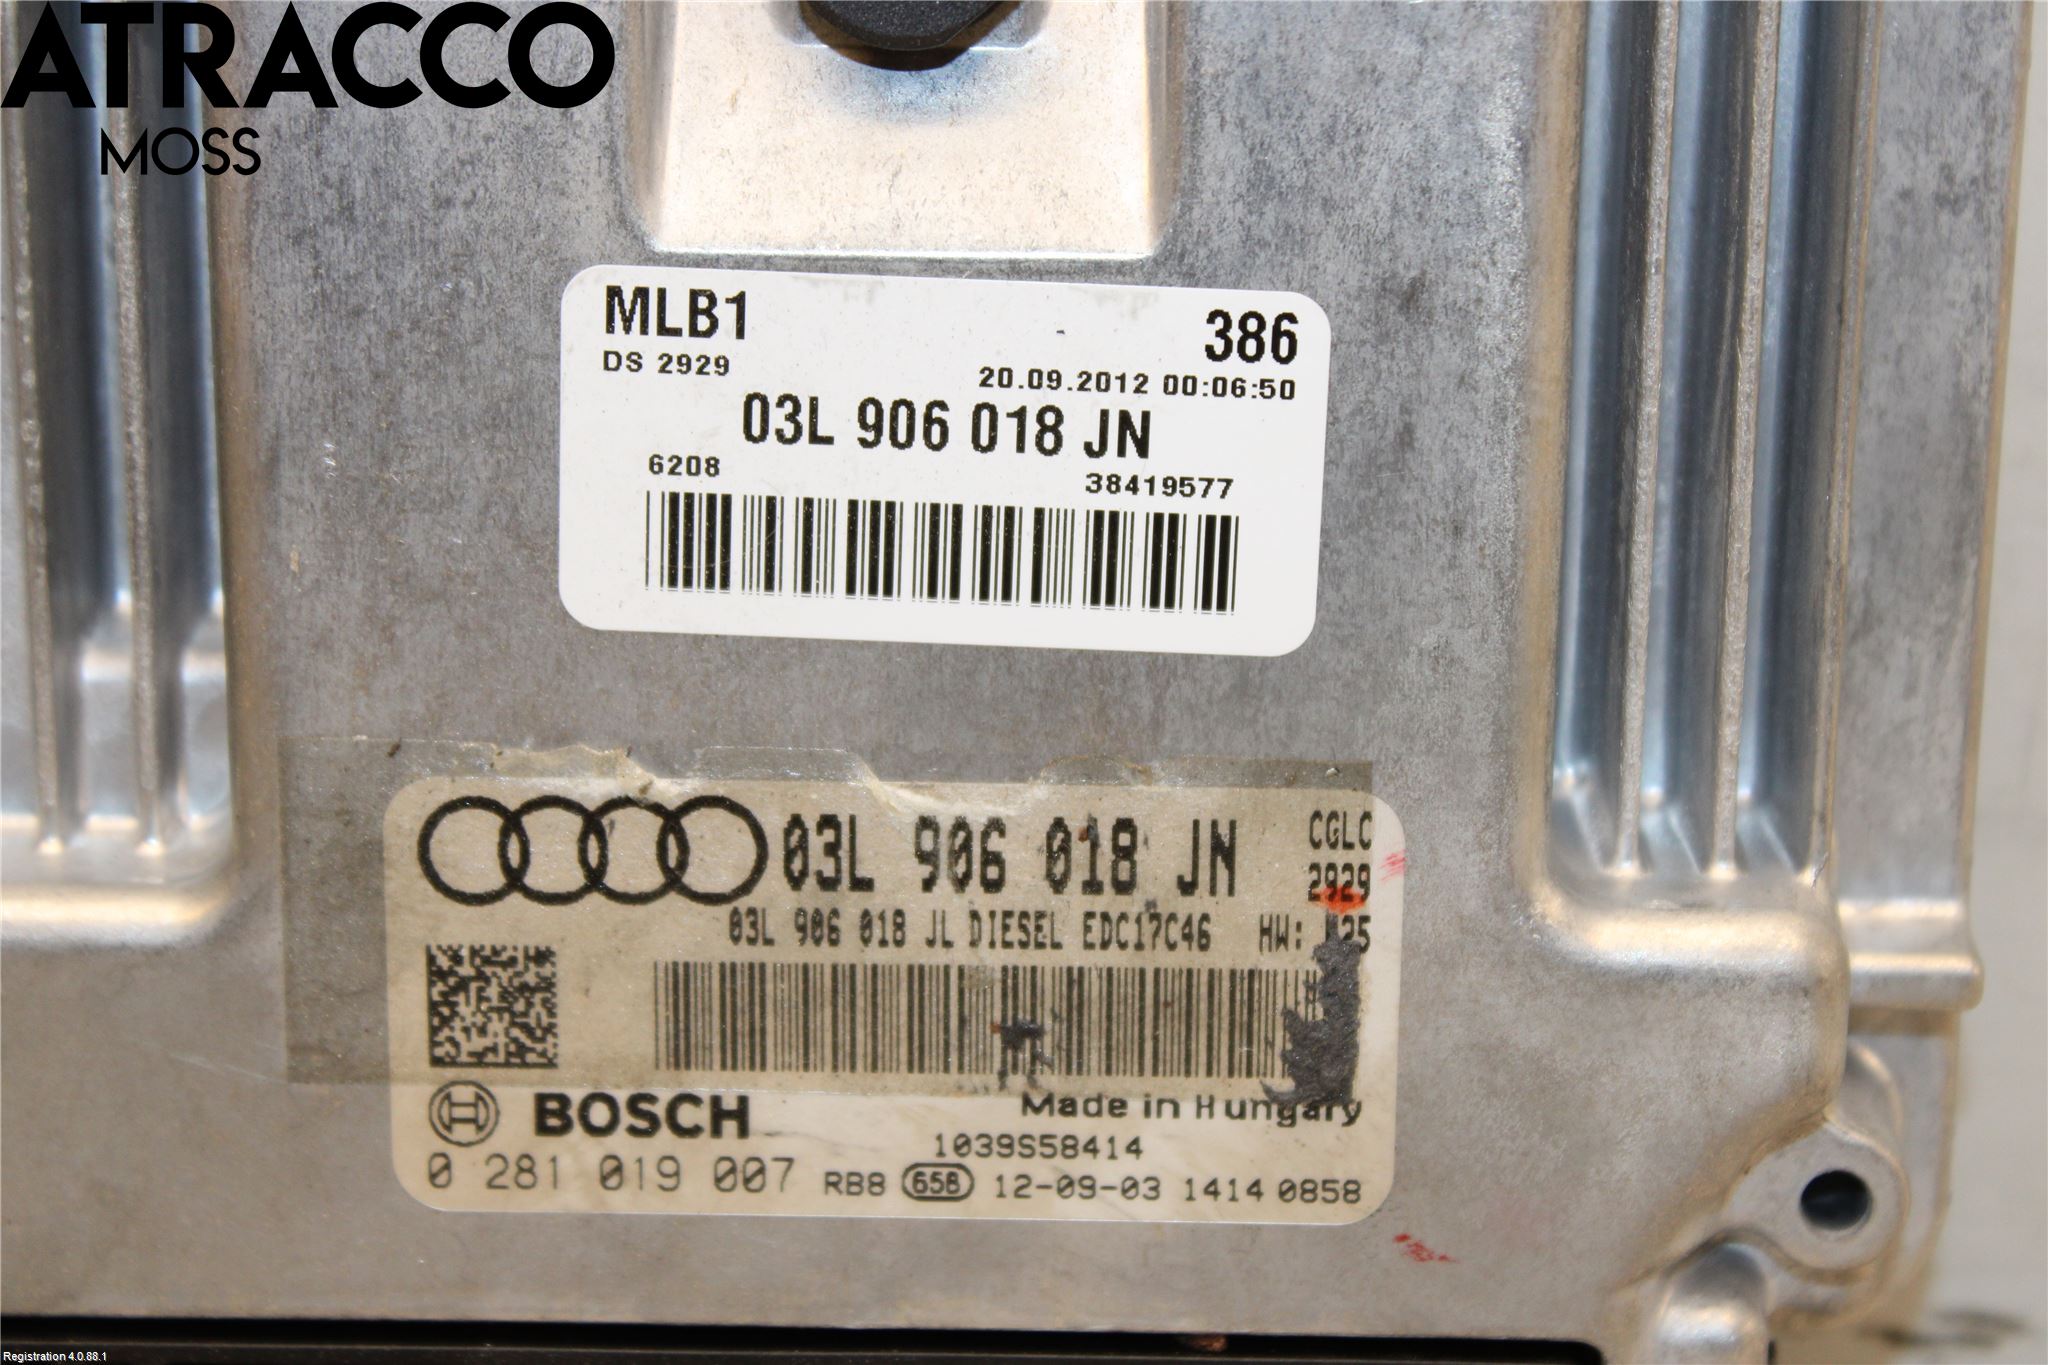 ATRACCO
MOSS
MLB1 386
DS 2929 20.09.2012 00:06:50
03L 906 018 JN
6208 38419577
03L 906 018 JN CGLC
2929
03L 906 018 JL DIESEL EDC17C46 HW:
BOSCH Made in Hungary
1039S58414
0 281 019 007 RB8 65B 12-09-03 1414 0858
Registration 4.0.88.1